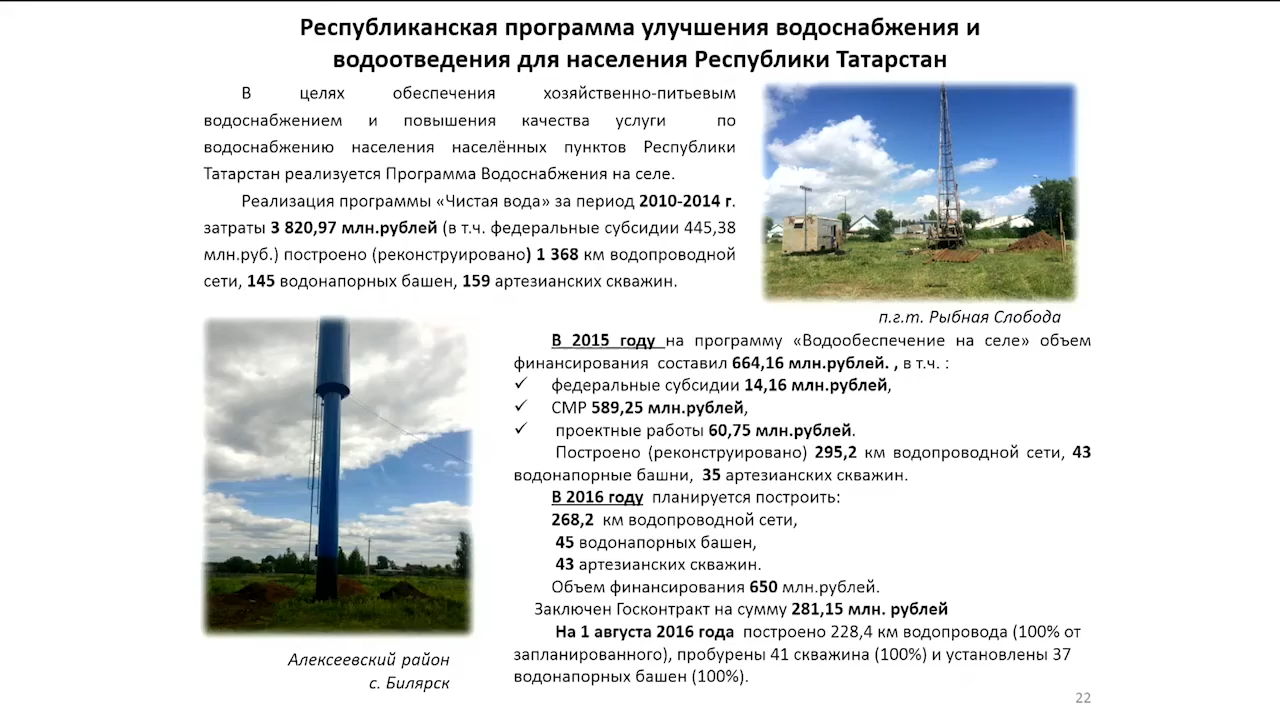 Республиканская программа улучшения водоснабжения и
водоотведения для населения Республики Татарстан
В целях обеспечения хозяйственно-питьевым
водоснабжением и повышения качества услуги по
водоснабжению населения населённых пунктов Республики
Татарстан реализуется Программа Водоснабжения на селе.
Реализация программы «Чистая вода» за период 2010-2014 г.
затраты 3 820,97 млн.рублей (в т.ч. федеральные субсидии 445,38
млн.руб.) построено (реконструировано) 1 368 км водопроводной
сети, 145 водонапорных башен, 159 артезианских скважин.
п.г.т. Рыбная Слобода
В 2015 году на программу «Водообеспечение на селе» объем
финансирования составил 664,16 млн.рублей. , в т.ч. :
✓ федеральные субсидии 14,16 млн.рублей,
✓ СМР 589,25 млн.рублей,
✓ проектные работы 60,75 млн.рублей.
Построено (реконструировано) 295,2 км водопроводной сети, 43
водонапорные башни, 35 артезианских скважин.
В 2016 году планируется построить:
268,2 км водопроводной сети,
45 водонапорных башен,
43 артезианских скважин.
Объем финансирования 650 млн.рублей.
Заключен Госконтракт на сумму 281,15 млн. рублей
На 1 августа 2016 года построено 228,4 км водопровода (100% от
запланированного), пробурены 41 скважина (100%) и установлены 37
водонапорных башен (100%).
Алексеевский район
с. Билярск
22